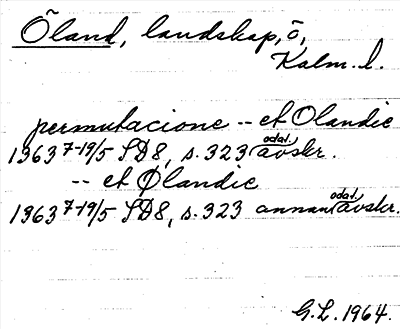 Öland, landskap, ö,
Kalm. l.
permutacione -- et Olandie
1363 7-19/5 SD8, s. 323 odat. avskr.
-- et Ølandie
1363 7-19/5 SD8, s. 323 annan odat. avskr.
G.L. 1964.